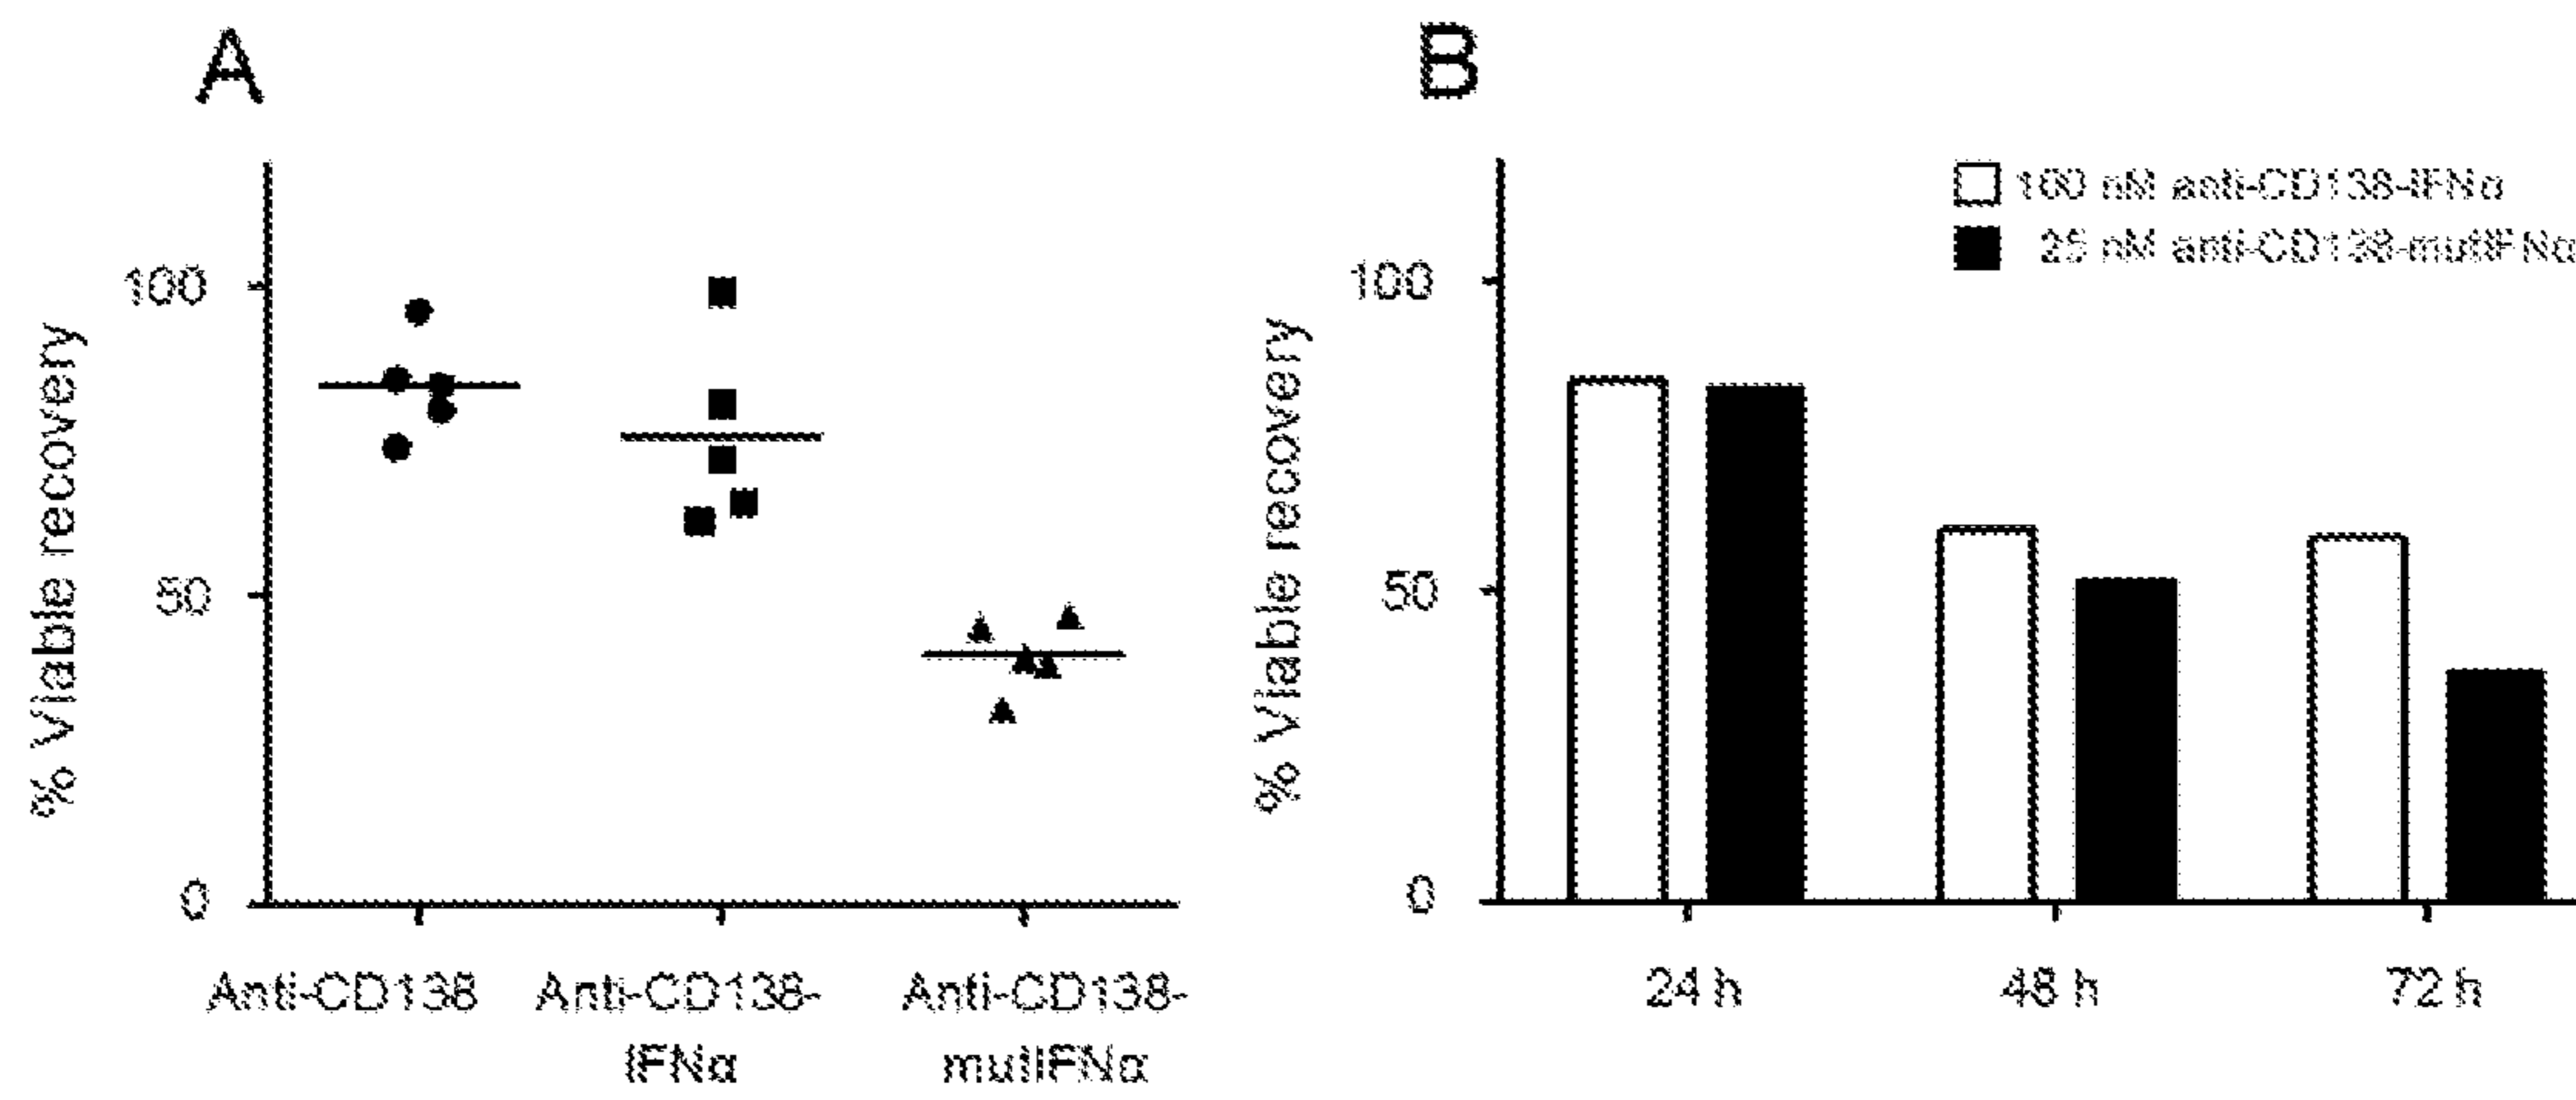 A
% Viable recovery
100
50
0
Anti-CD138
Anti-CD138-
IFNα
Anti-CD138-
mutIFNα
B
100 nM anti-CD138-IFNα
25 nM anti-CD138-mutIFNα
% Viable recovery
100
50
0
24 h
48 h
72 h